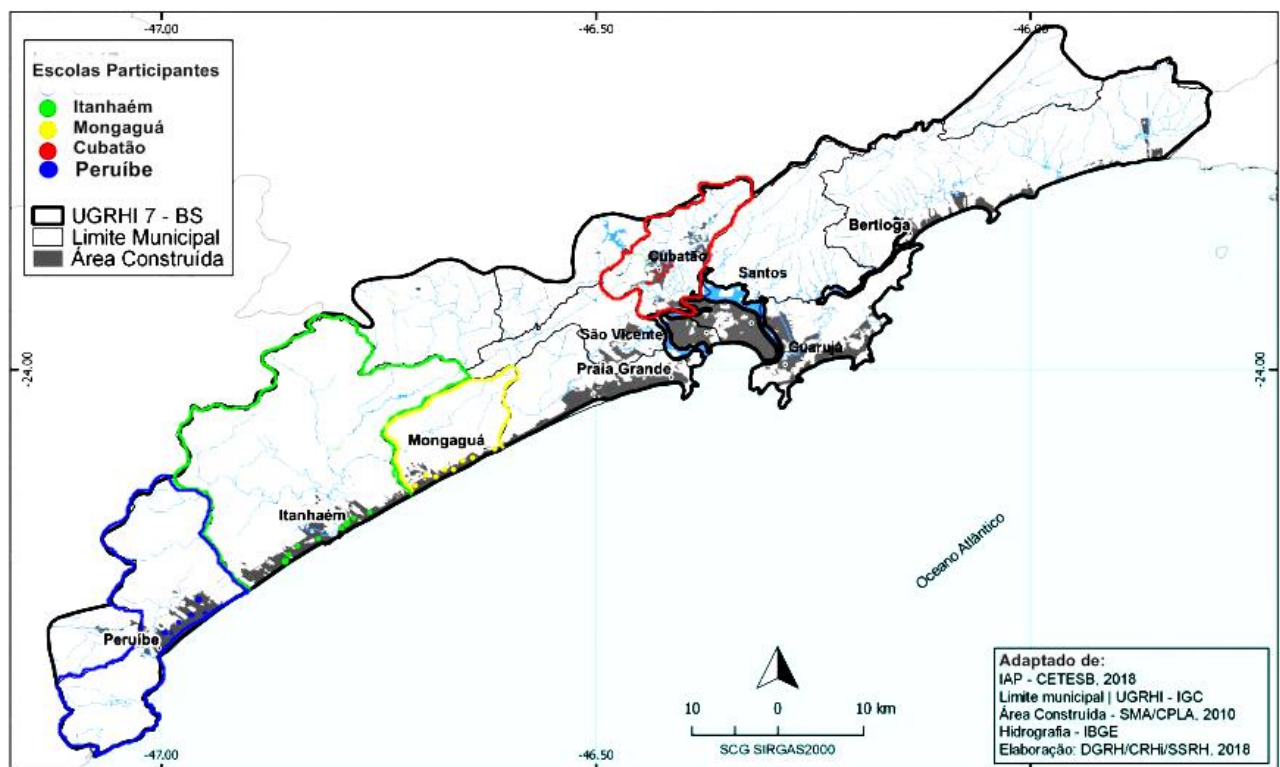 -47.00
-46.50
-46.00
Escolas Participantes
Itanhaém
Mongaguá
Cubatão
Peruíbe
UGRHI 7 - BS
Limite Municipal
Área Construída
Bertioga
Cubatão
Santos
São Vicente
Guarujá
Praia Grande
-24.00
-24.00
Mongaguá
Itanhaém
Oceano Atlântico
Peruíbe
10 0 10 km
SCG SIRGAS2000
Adaptado de:
IAP - CETESB, 2018
Limite municipal | UGRHI - IGC
Área Construída - SMA/CPLA, 2010
Hidrografia - IBGE
Elaboração: DGRH/CRHi/SSRH, 2018
-47.00
-46.50
-46.00